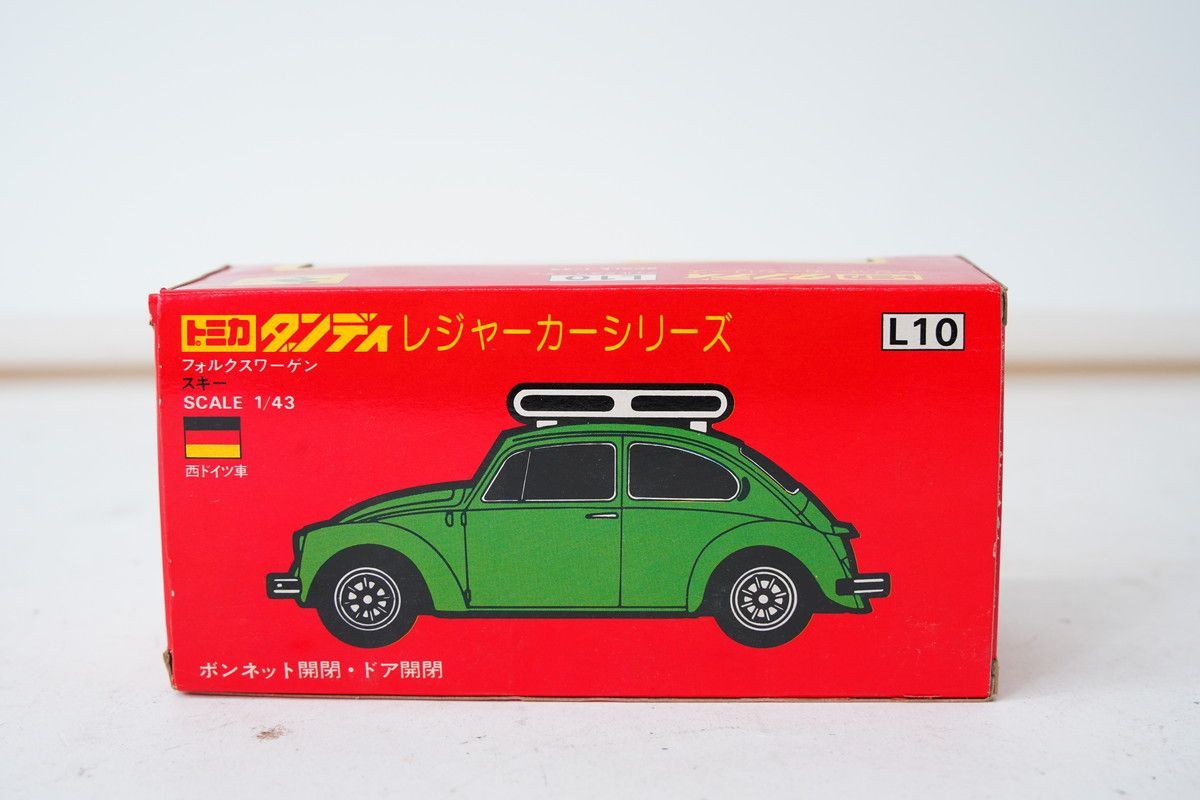 L10
トミカ ダンディ レジャーカーシリーズ L10
フォルクスワーゲン
スキー
SCALE 1/43
西ドイツ車
ボンネット開閉・ドア開閉